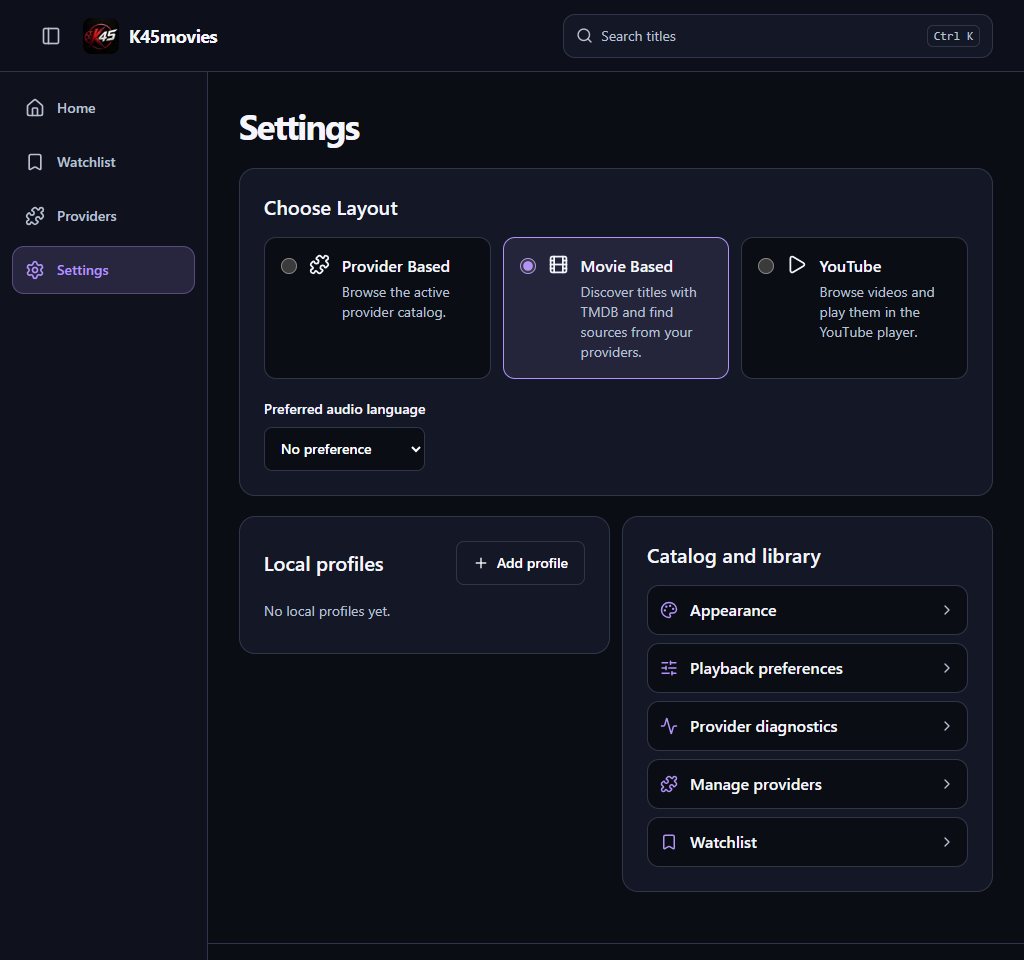 K45
K45movies
Search titles
Ctrl K
Home
Watchlist
Providers
Settings
Settings
Choose Layout
Provider Based
Browse the active
provider catalog.
Movie Based
Discover titles with
TMDB and find
sources from your
providers.
YouTube
Browse videos and
play them in the
YouTube player.
Preferred audio language
No preference
Local profiles
Add profile
No local profiles yet.
Catalog and library
Appearance
Playback preferences
Provider diagnostics
Manage providers
Watchlist